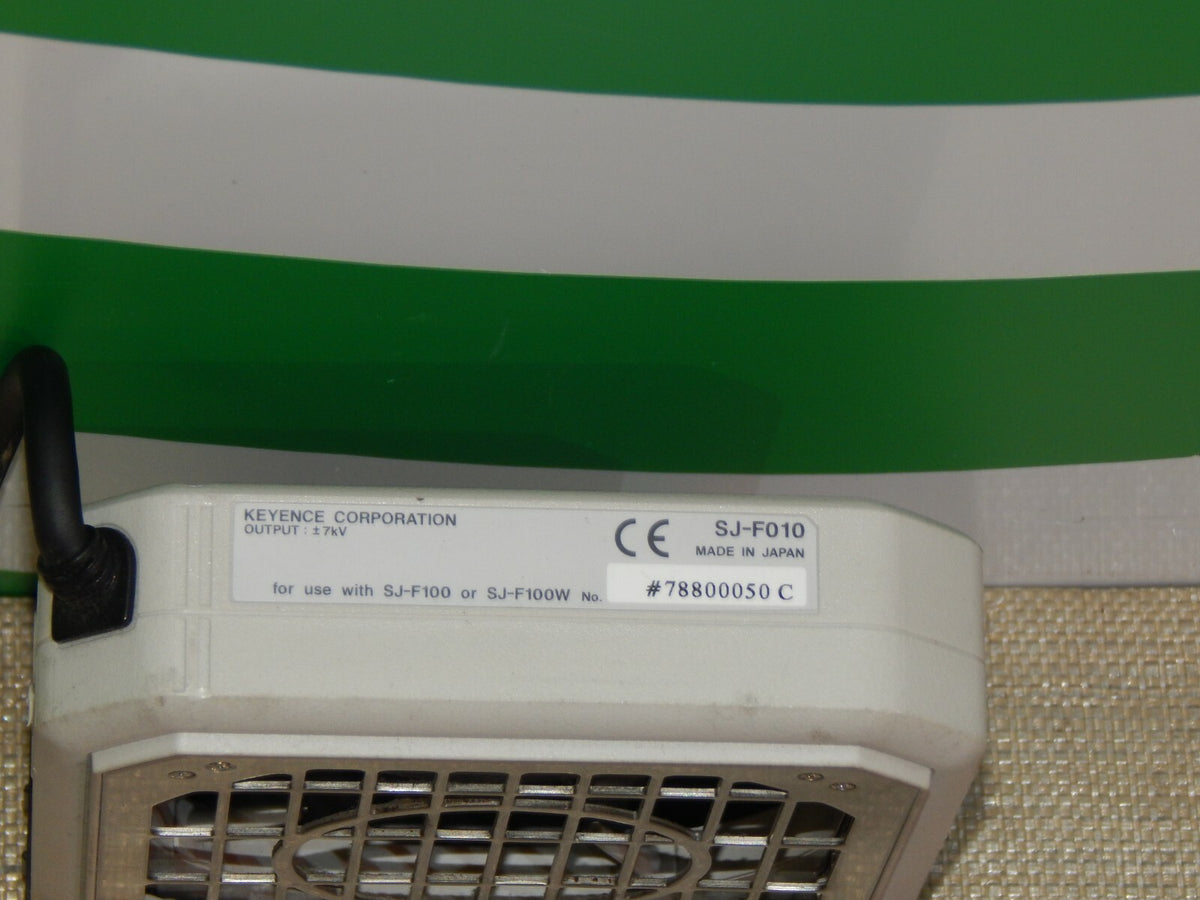 KEYENCE CORPORATION
OUTPUT : ±7kV
CE SJ-F010
MADE IN JAPAN
for use with SJ-F100 or SJ-F100W No. #78800050 C